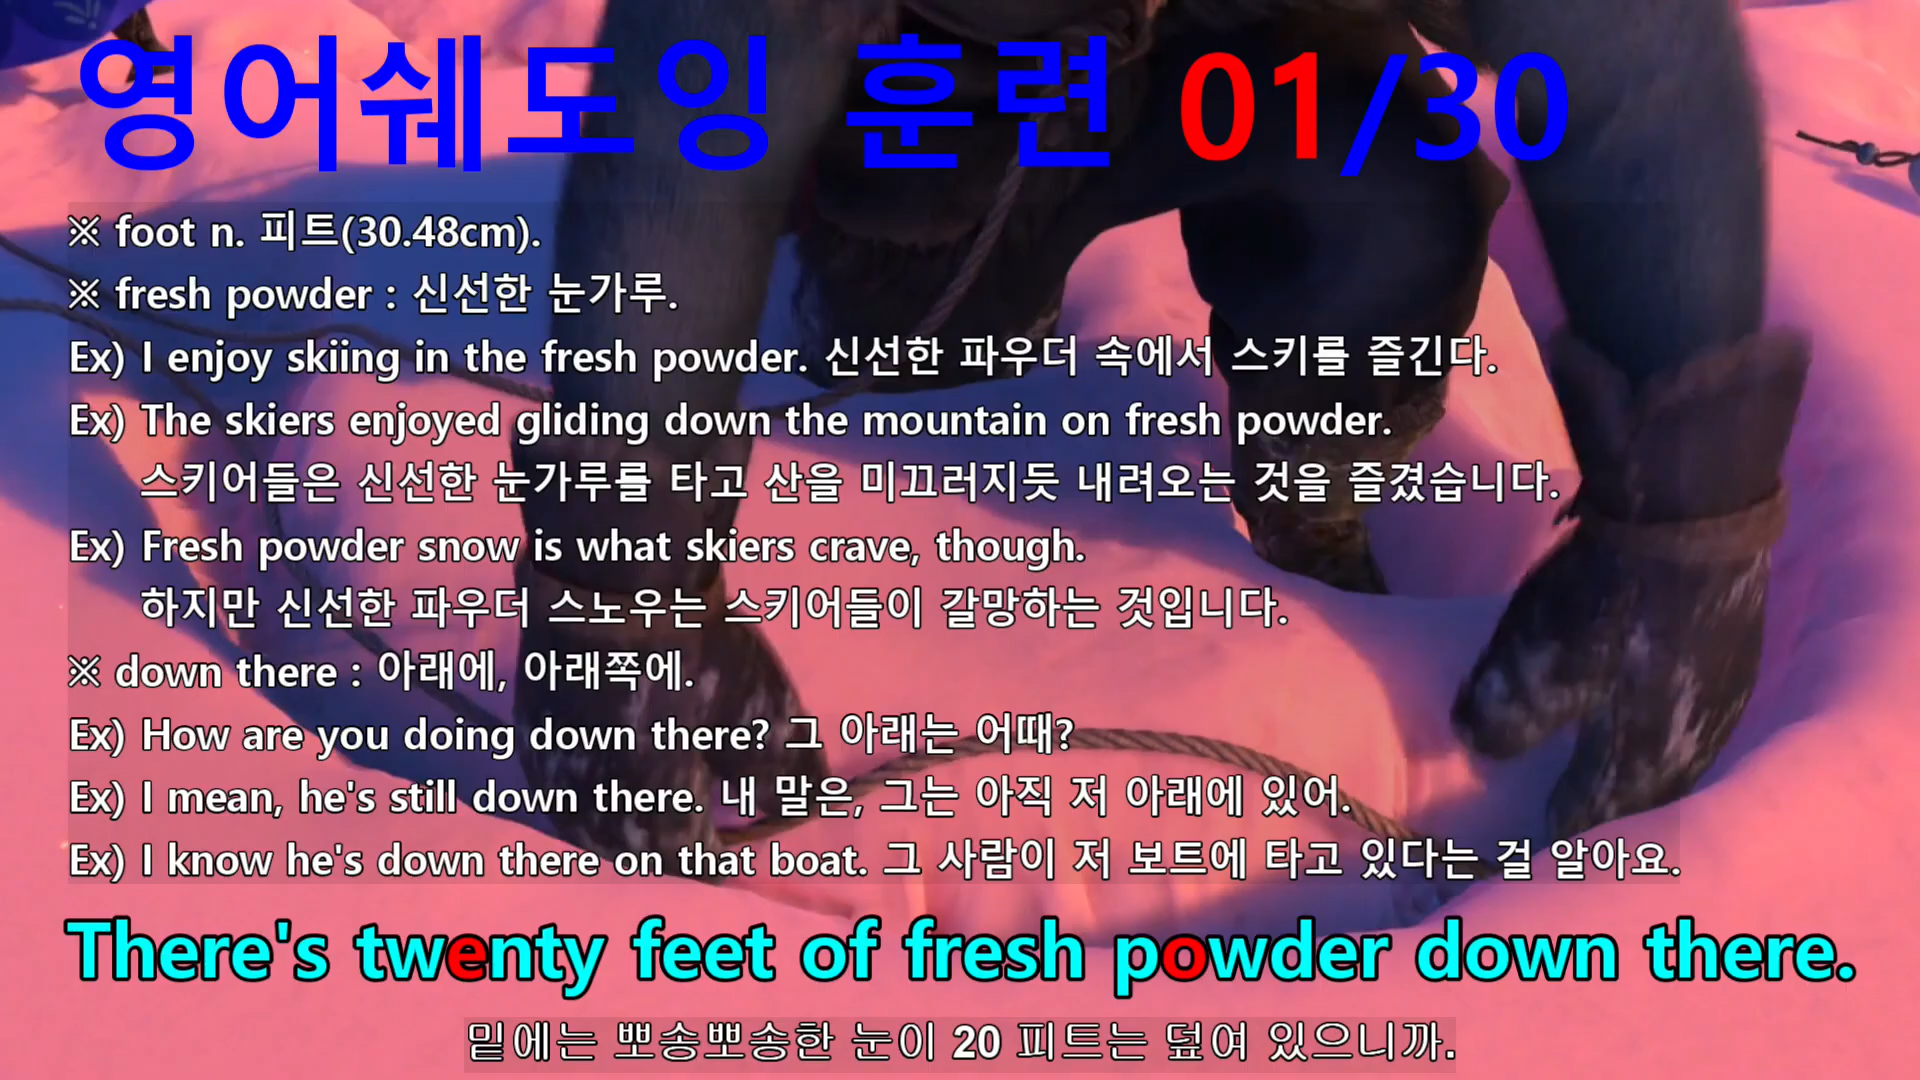 영어쉐도잉 훈련 01/30
※ foot n. 피트(30.48cm).
※ fresh powder : 신선한 눈가루.
Ex) I enjoy skiing in the fresh powder. 신선한 파우더 속에서 스키를 즐긴다.
Ex) The skiers enjoyed gliding down the mountain on fresh powder.
스키어들은 신선한 눈가루를 타고 산을 미끄러지듯 내려오는 것을 즐겼습니다.
Ex) Fresh powder snow is what skiers crave, though.
하지만 신선한 파우더 스노우는 스키어들이 갈망하는 것입니다.
※ down there : 아래에, 아래쪽에.
Ex) How are you doing down there? 그 아래는 어때?
Ex) I mean, he's still down there. 내 말은, 그는 아직 저 아래에 있어.
Ex) I know he's down there on that boat. 그 사람이 저 보트에 타고 있다는 걸 알아요.
There's twenty feet of fresh powder down there.
밑에는 뽀송뽀송한 눈이 20 피트는 덮여 있으니까.